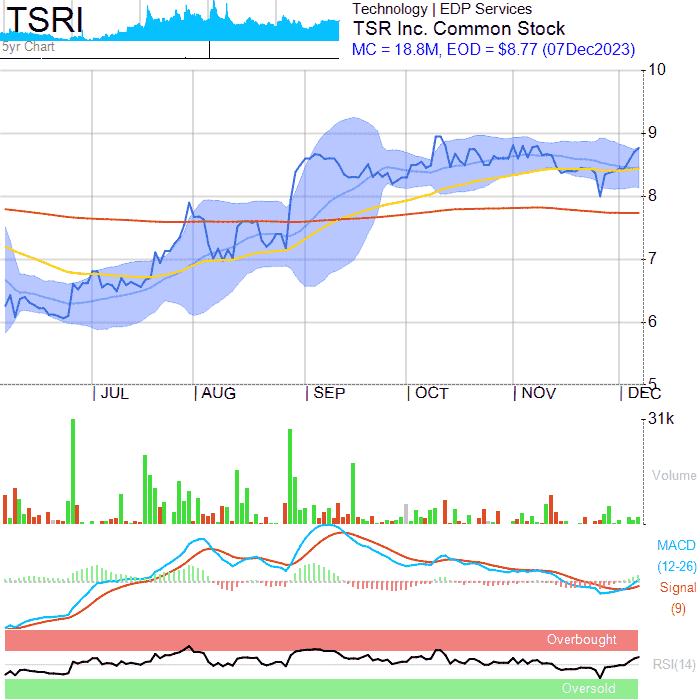 TSRI
5yr Chart
Technology | EDP Services
TSR Inc. Common Stock
MC = 18.8M, EOD = $8.77 (07Dec2023)
10
9
8
7
6
5
JUL AUG SEP OCT NOV DEC
31k
Volume
MACD
(12-26)
Signal
(9)
Overbought
RSI(14)
Oversold